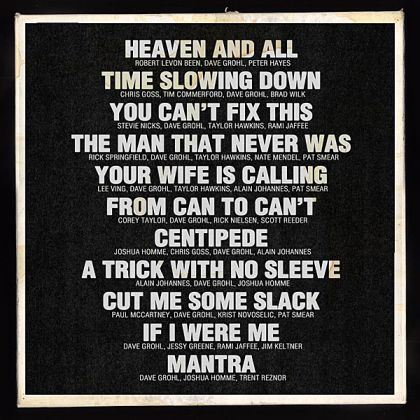 HEAVEN AND ALL
ROBERT LEVON BEEN, DAVE GROHL, PETER HAYES
TIME SLOWING DOWN
CHRIS GOSS, TIM COMMERFORD, DAVE GROHL, BRAD WILK
YOU CAN'T FIX THIS
STEVIE NICKS, DAVE GROHL, TAYLOR HAWKINS, RAMI JAFFEE
THE MAN THAT NEVER WAS
RICK SPRINGFIELD, DAVE GROHL, TAYLOR HAWKINS, NATE MENDEL, PAT SMEAR
YOUR WIFE IS CALLING
LEE VING, DAVE GROHL, TAYLOR HAWKINS, ALAIN JOHANNES, PAT SMEAR
FROM CAN TO CAN'T
COREY TAYLOR, DAVE GROHL, RICK NIELSEN, SCOTT REEDER
CENTIPEDE
JOSHUA HOMME, CHRIS GOSS, DAVE GROHL, ALAIN JOHANNES
A TRICK WITH NO SLEEVE
ALAIN JOHANNES, DAVE GROHL, JOSHUA HOMME
CUT ME SOME SLACK
PAUL MCCARTNEY, DAVE GROHL, KRIST NOVOSELIC, PAT SMEAR
IF I WERE ME
DAVE GROHL, JESSY GREENE, RAMI JAFFEE, JIM KELTNER
MANTRA
DAVE GROHL, JOSHUA HOMME, TRENT REZNOR